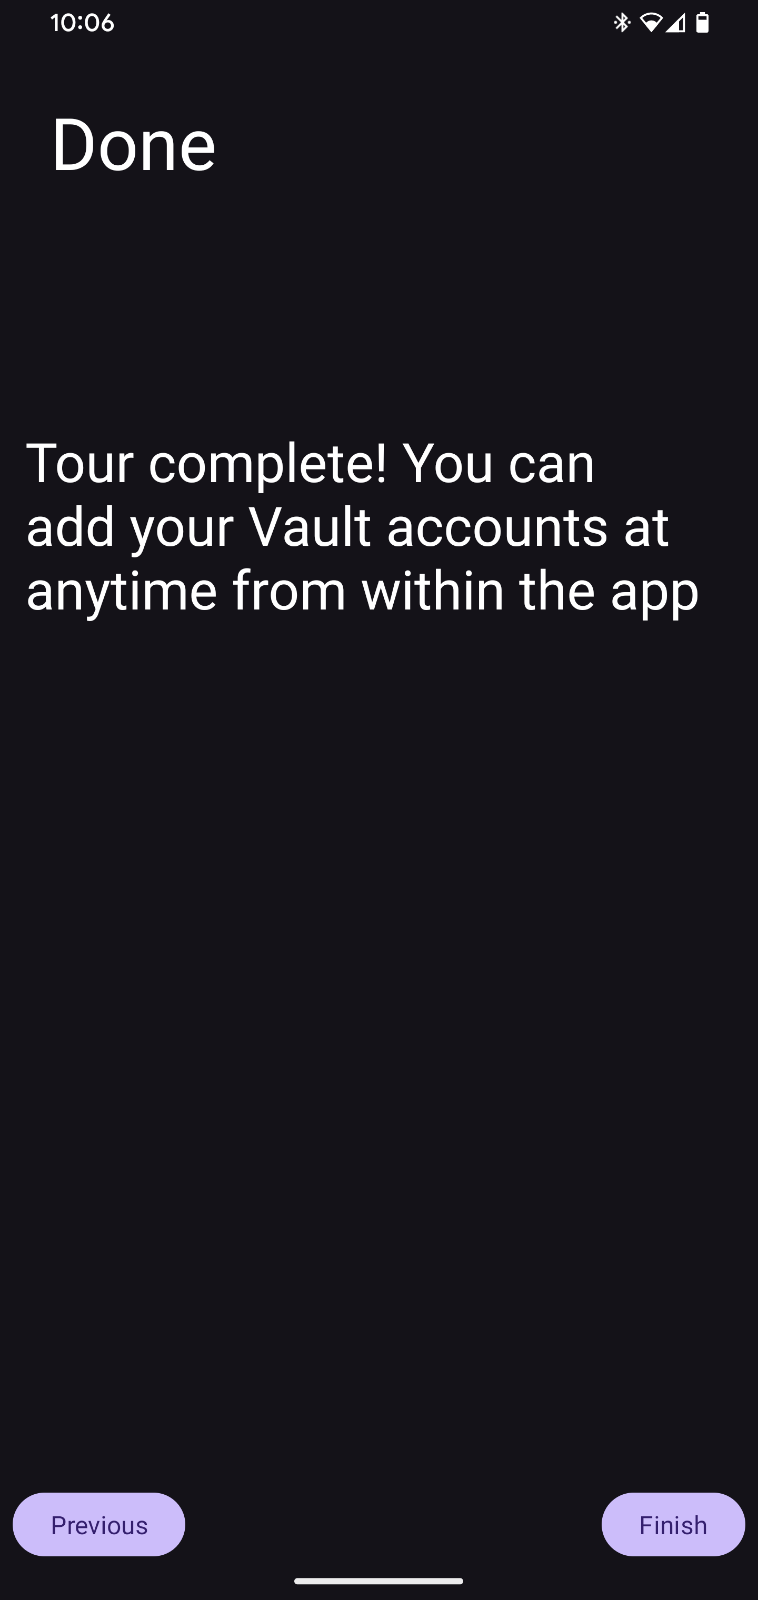 10:06
Done
Tour complete! You can
add your Vault accounts at
anytime from within the app
Previous
Finish